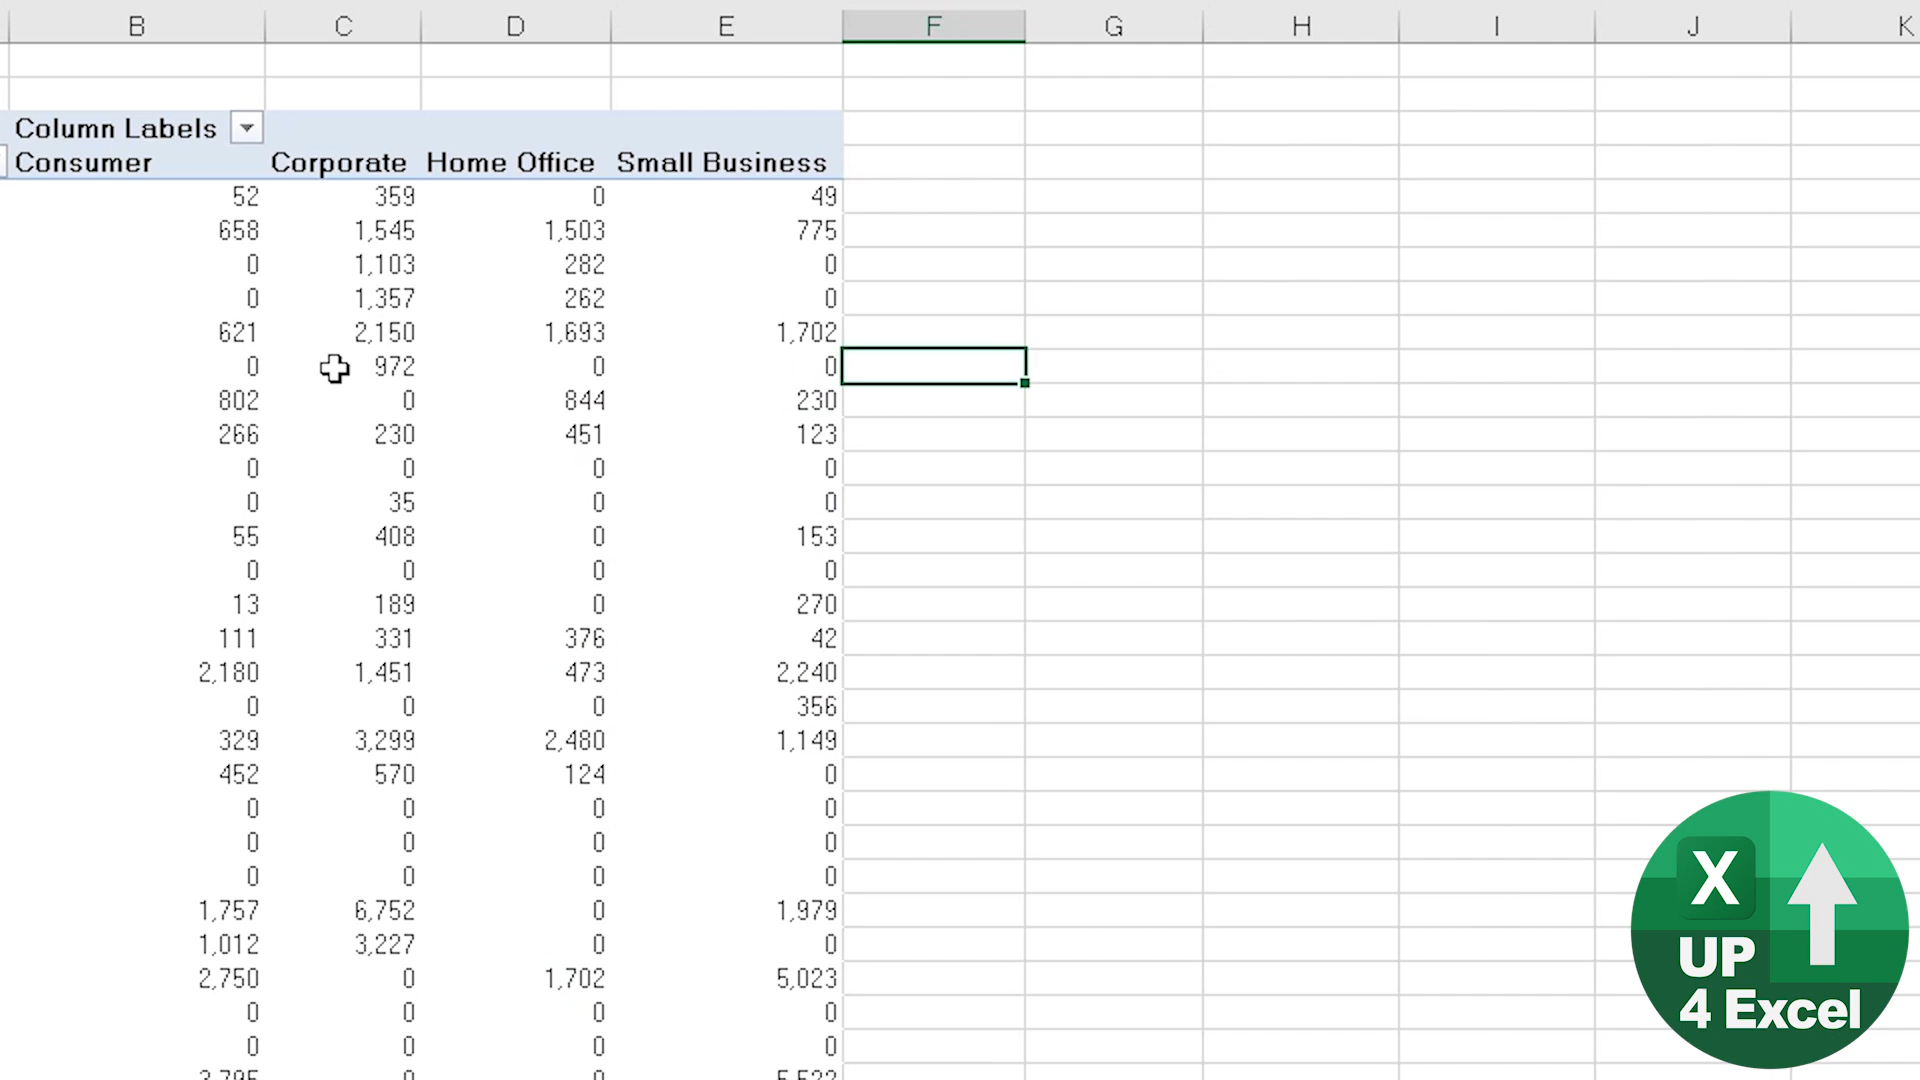 B C D E F G H I J K
Column Labels
Consumer Corporate Home Office Small Business
52 359 0 49
658 1,545 1,503 775
0 1,103 282 0
0 1,357 262 0
621 2,150 1,693 1,702
0 972 0 0
802 0 844 230
266 230 451 123
0 0 0 0
0 35 0 0
55 408 0 153
0 0 0 0
13 189 0 270
111 331 376 42
2,180 1,451 473 2,240
0 0 0 356
329 3,299 2,480 1,149
452 570 124 0
0 0 0 0
0 0 0 0
0 0 0 0
1,757 6,752 0 1,979
1,012 3,227 0 0
2,750 0 1,702 5,023
0 0 0 0
0 0 0 0
3,795 0 0 5,522
X
UP
4 Excel